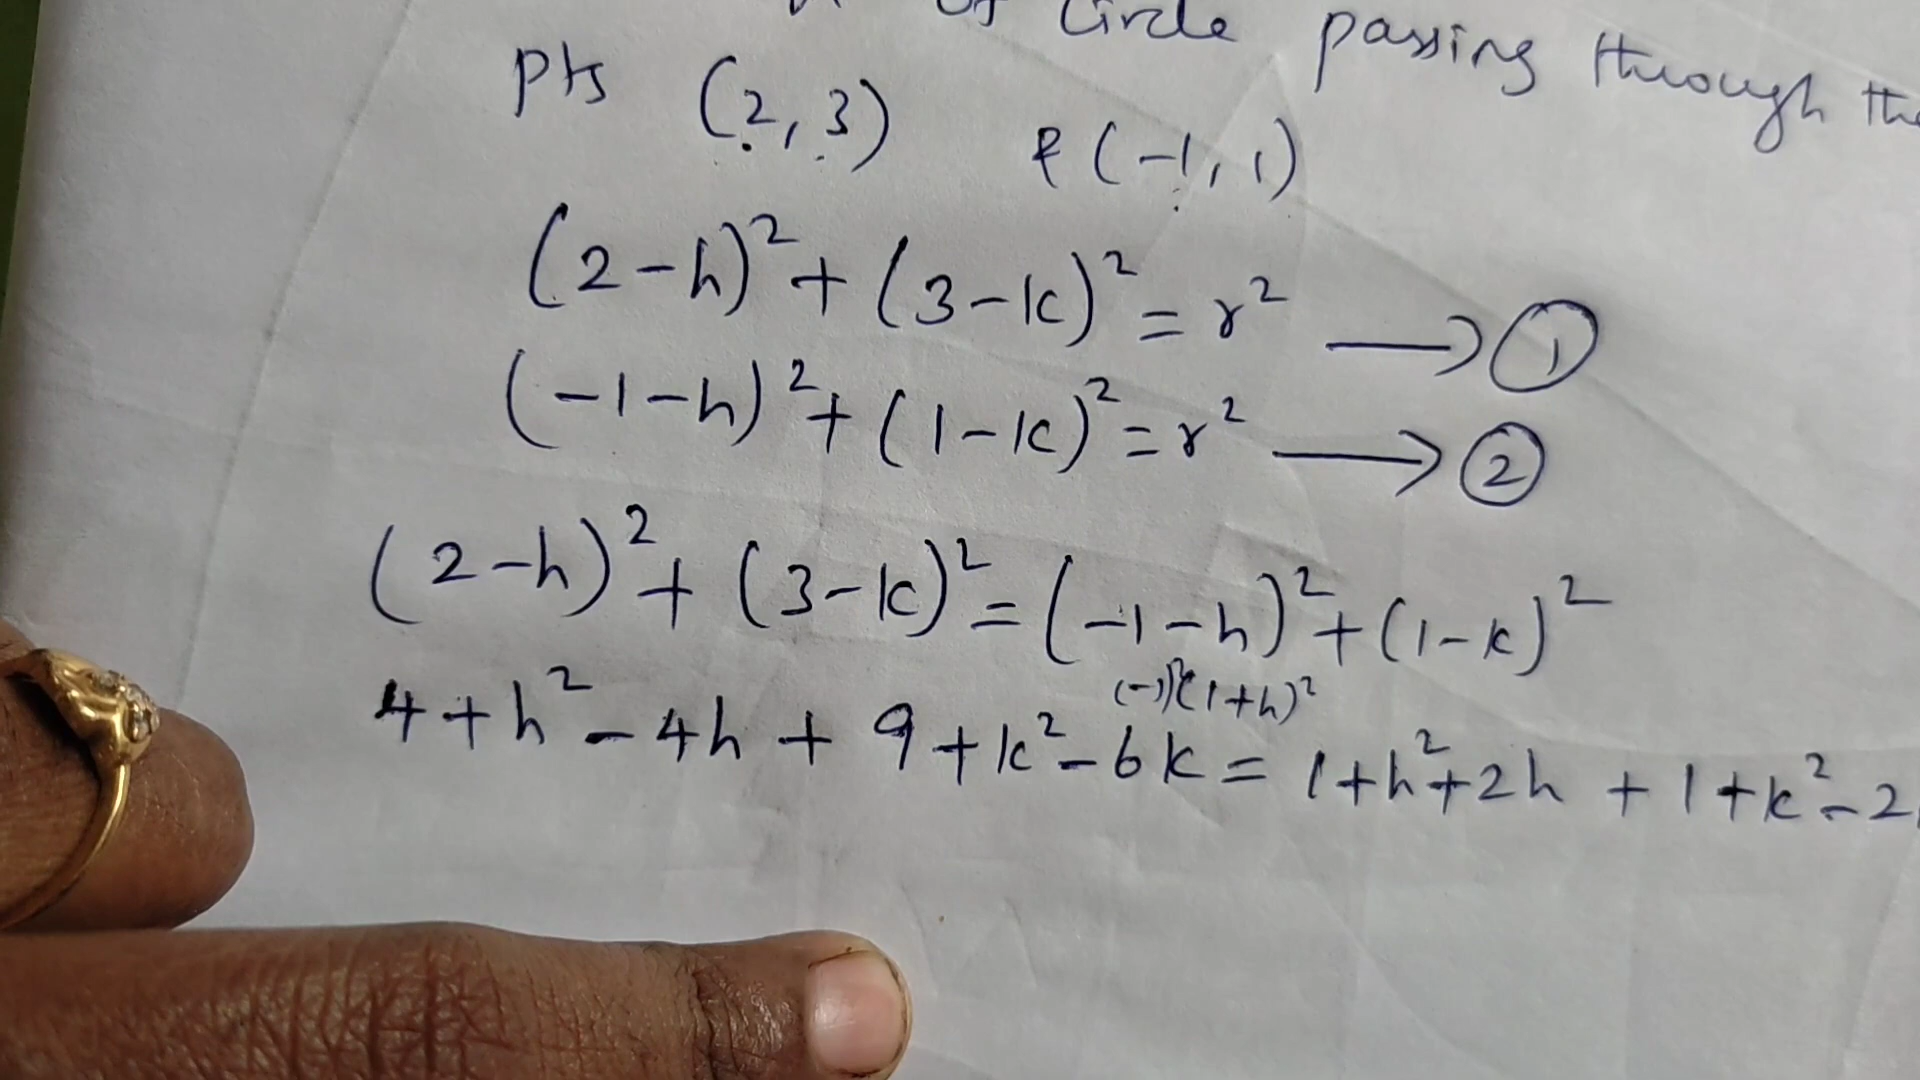 of Circle passing through the
pts (2, 3) & (-1, 1)
(2-h)² + (3-k)² = r² → ①
(-1-h)² + (1-k)² = r² → ②
(2-h)² + (3-k)² = (-1-h)² + (1-k)²
(-1)²(1+h)²
4+h²-4h + 9+k²-6k = 1+h²+2h + 1+k²-2